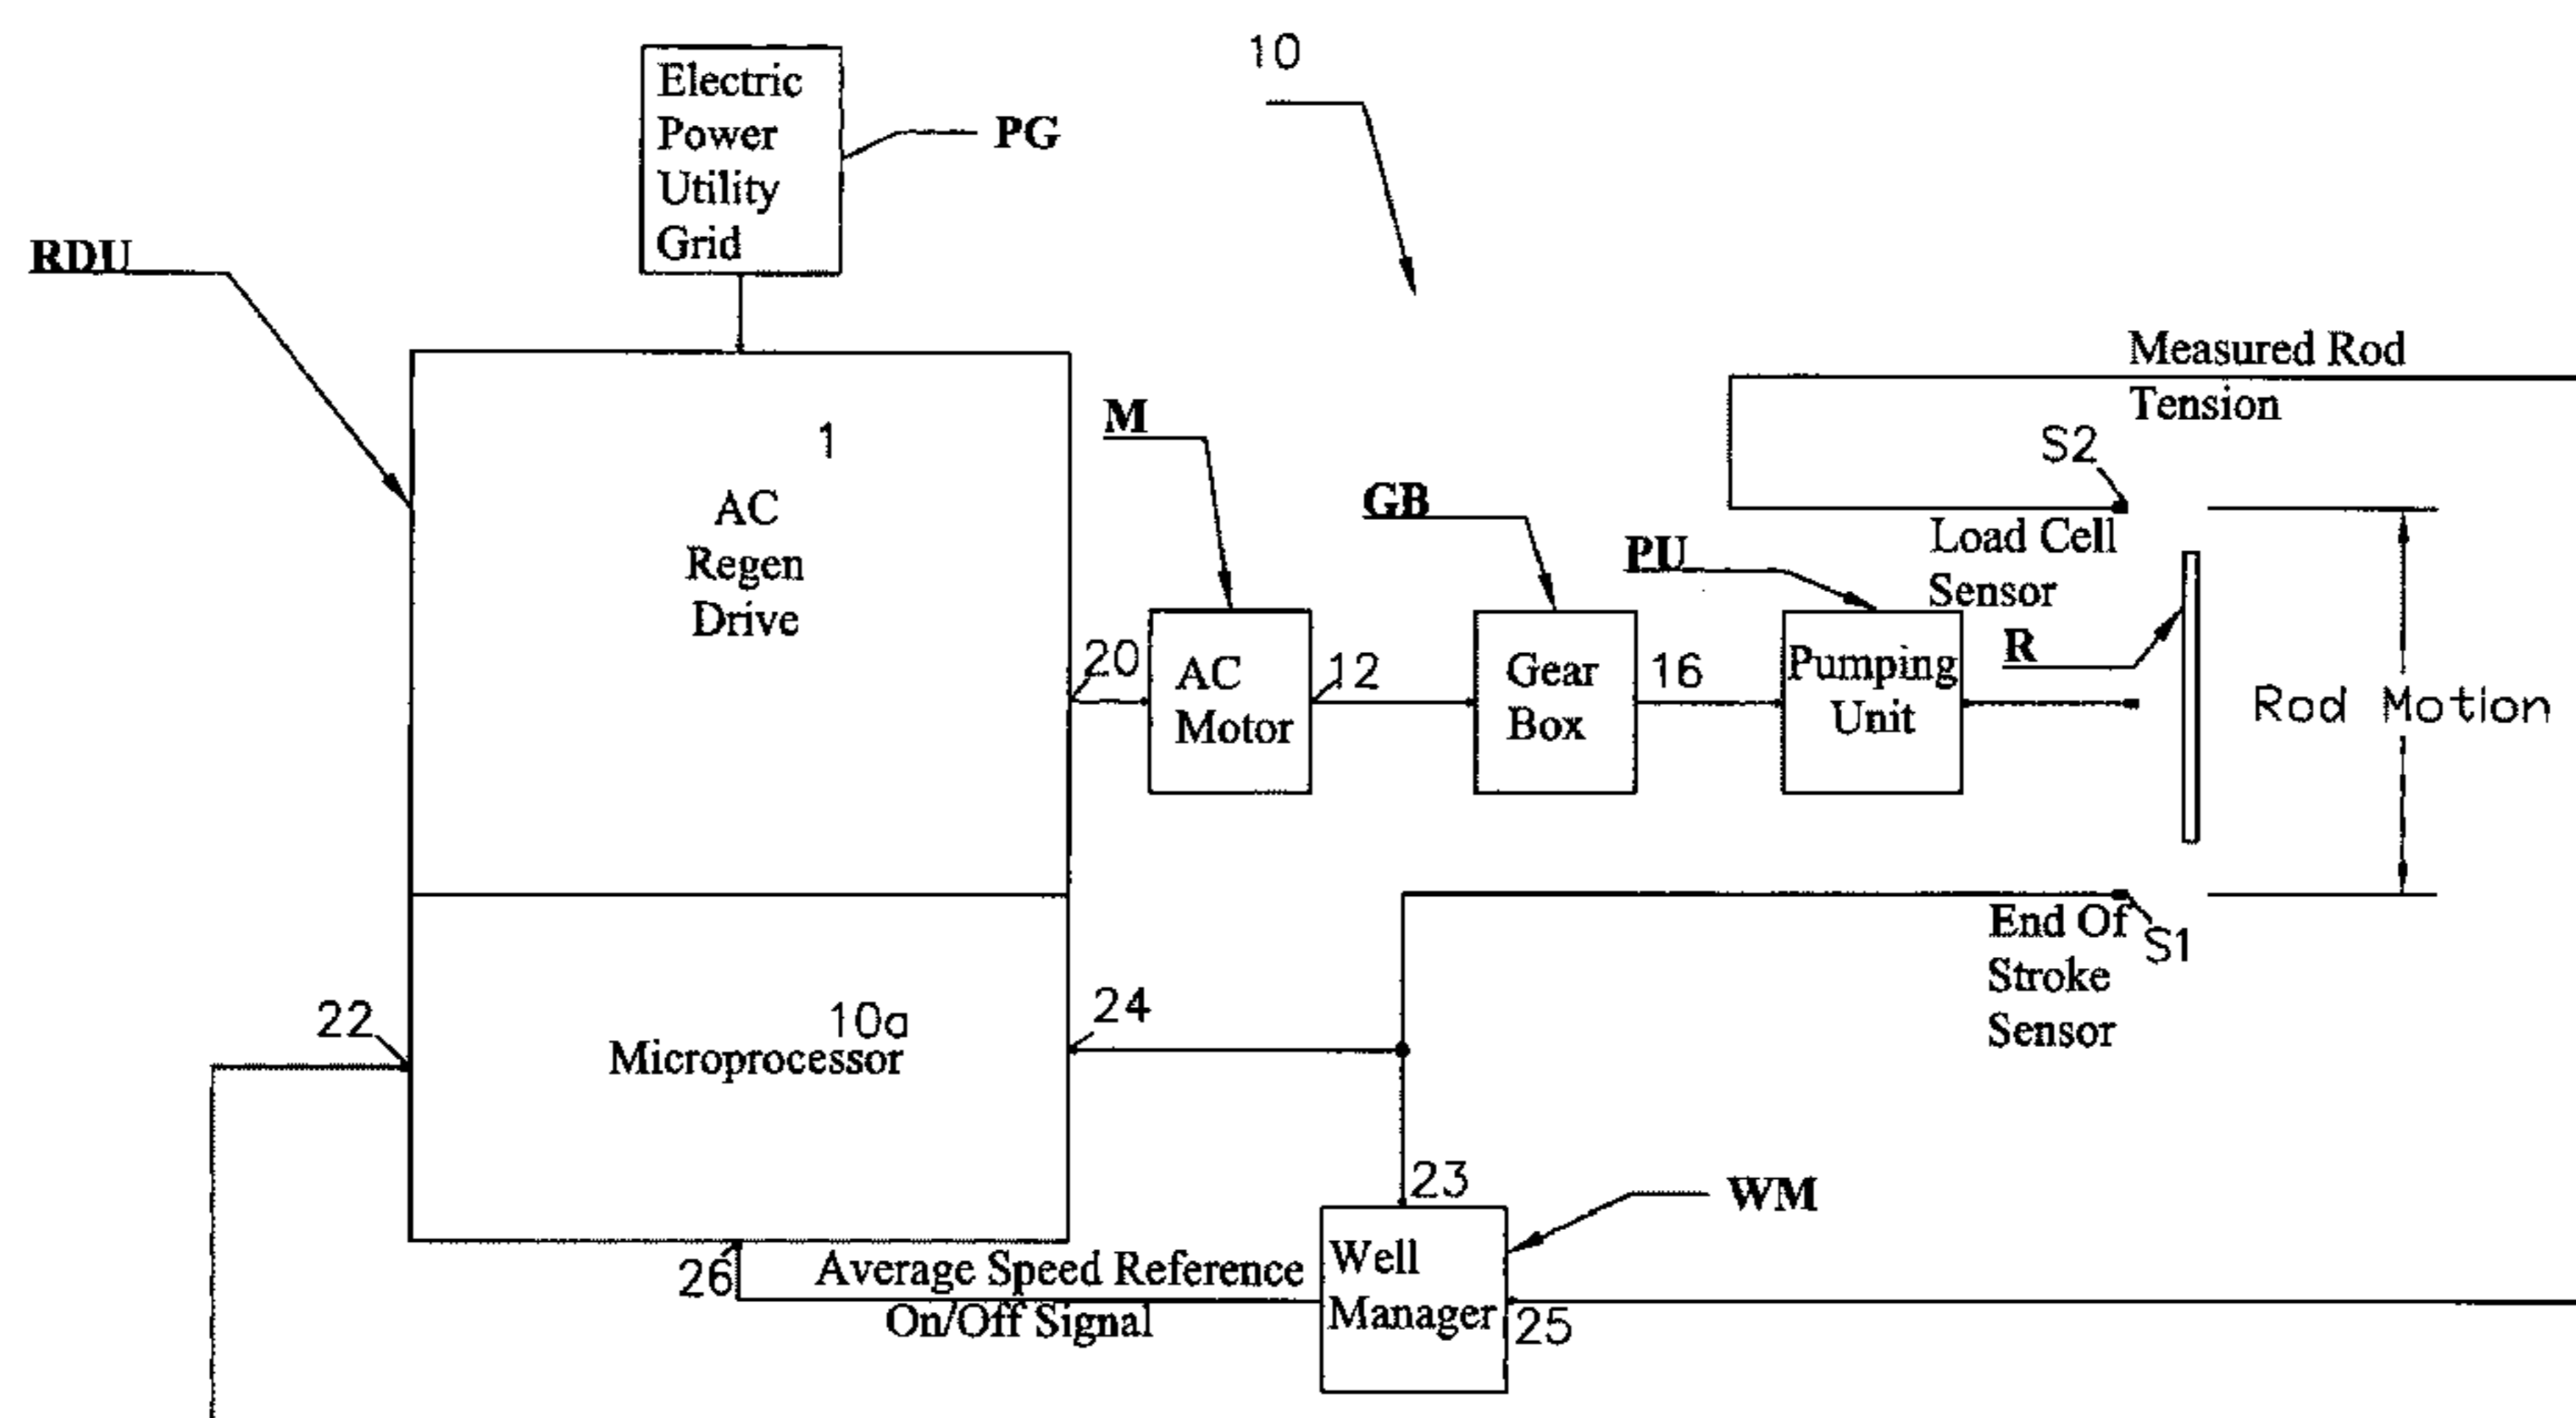 10
Electric
Power
Utility
Grid
PG
RDU
Measured Rod
Tension
1
M
S2
AC
Regen
Drive
GB
Load Cell
Sensor
PU
R
20
AC
Motor
12
Gear
Box
16
Pumping
Unit
Rod Motion
End Of
Stroke
Sensor
S1
22
10a
Microprocessor
24
23
WM
26
Average Speed Reference
On/Off Signal
Well
Manager
25